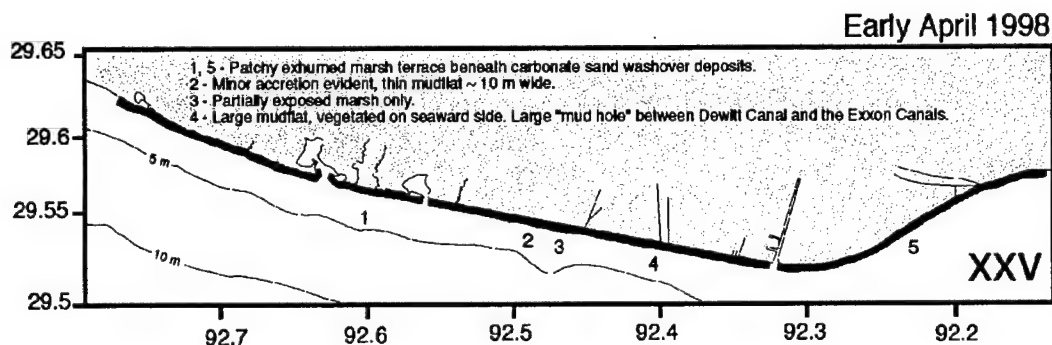 Early April 1998
29.65
1, 5 - Patchy exhumed marsh terrace beneath carbonate sand washover deposits.
2 - Minor accretion evident, thin mudflat ~ 10 m wide.
3 - Partially exposed marsh only.
4 - Large mudflat, vegetated on seaward side. Large "mud hole" between Dewitt Canal and the Exxon Canals.
29.6
5 m
29.55
1
2
3
4
5
10 m
XXV
29.5
92.7
92.6
92.5
92.4
92.3
92.2